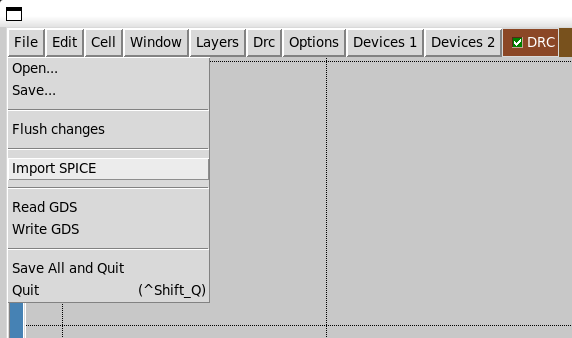 File Edit Cell Window Layers Drc Options Devices 1 Devices 2 DRC
Open...
Save...
Flush changes
Import SPICE
Read GDS
Write GDS
Save All and Quit
Quit (^Shift_Q)